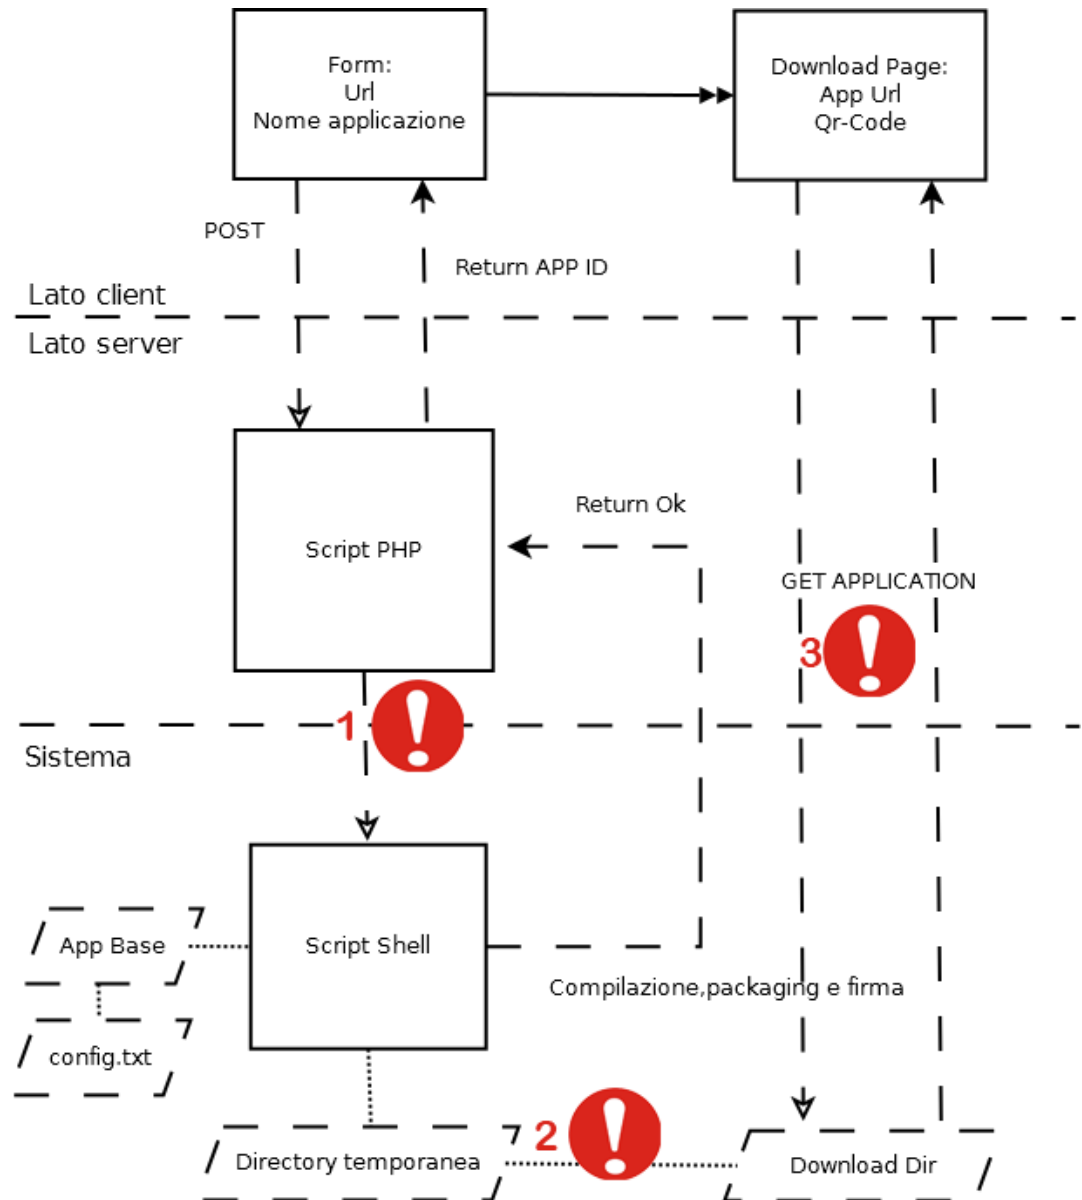 Form:
Url
Nome applicazione
Download Page:
App Url
Qr-Code
POST
Return APP ID
Lato client
Lato server
Script PHP
Return Ok
GET APPLICATION
3
1
Sistema
App Base
Script Shell
Compilazione,packaging e firma
config.txt
2
Directory temporanea
Download Dir